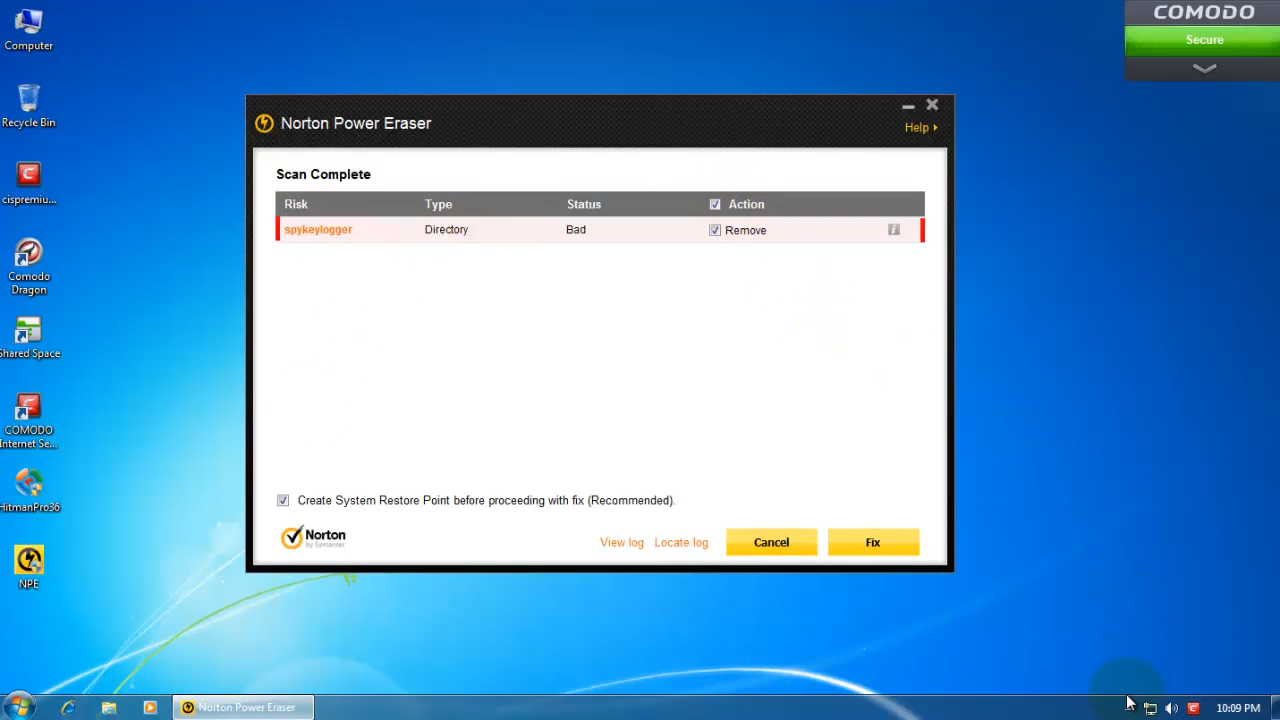 COMODO
Secure
Computer
Recycle Bin
cispremiu...
Comodo
Dragon
Shared Space
COMODO
Internet Se...
HitmanPro36
NPE
Norton Power Eraser
Help
Scan Complete
Risk Type Status Action
spykeylogger Directory Bad Remove
Create System Restore Point before proceeding with fix (Recommended).
Norton
by Symantec
View log Locate log Cancel Fix
Norton Power Eraser
10:09 PM